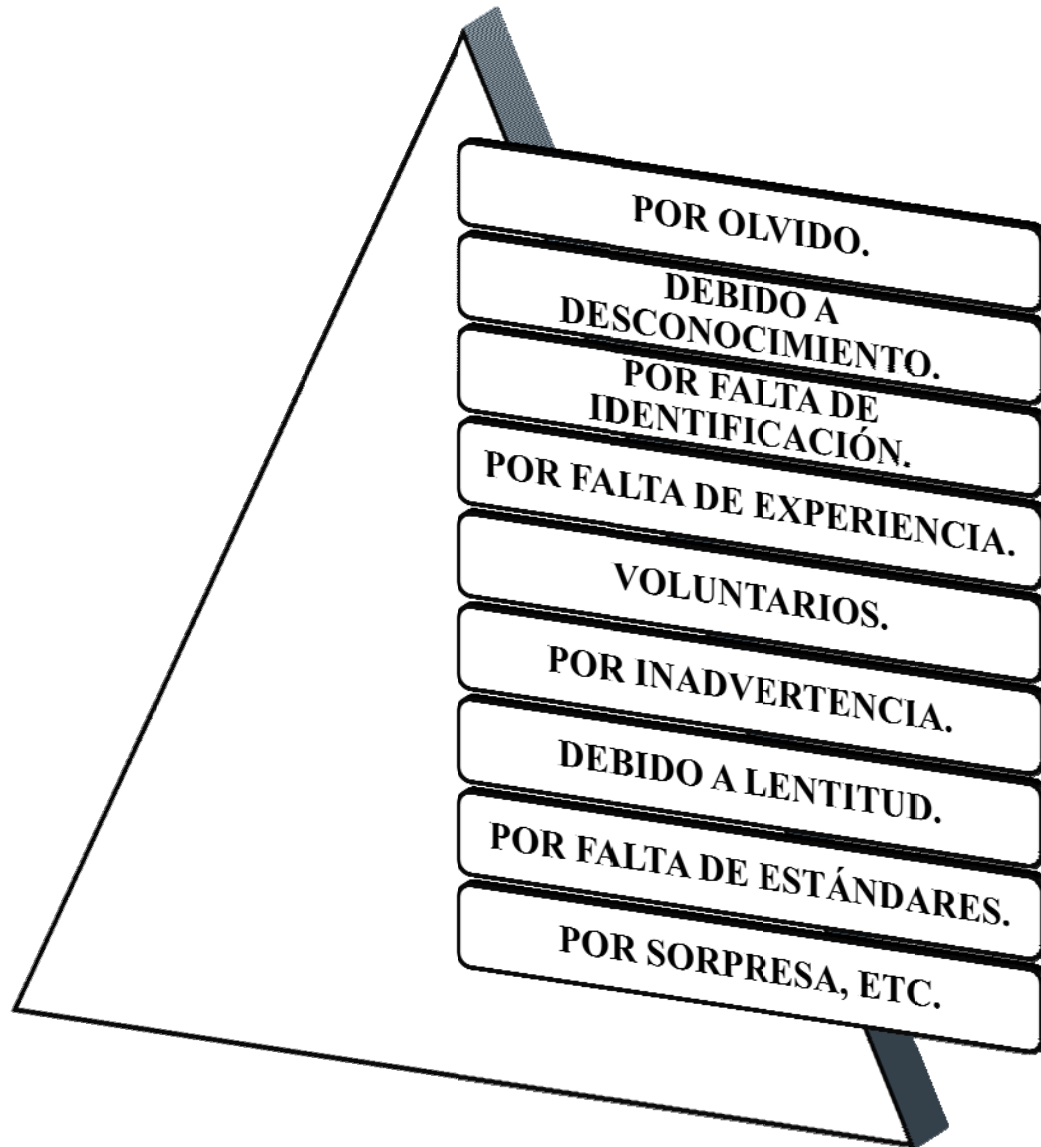 POR OLVIDO.
DEBIDO A
DESCONOCIMIENTO.
POR FALTA DE
IDENTIFICACIÓN.
POR FALTA DE EXPERIENCIA.
VOLUNTARIOS.
POR INADVERTENCIA.
DEBIDO A LENTITUD.
POR FALTA DE ESTÁNDARES.
POR SORPRESA, ETC.